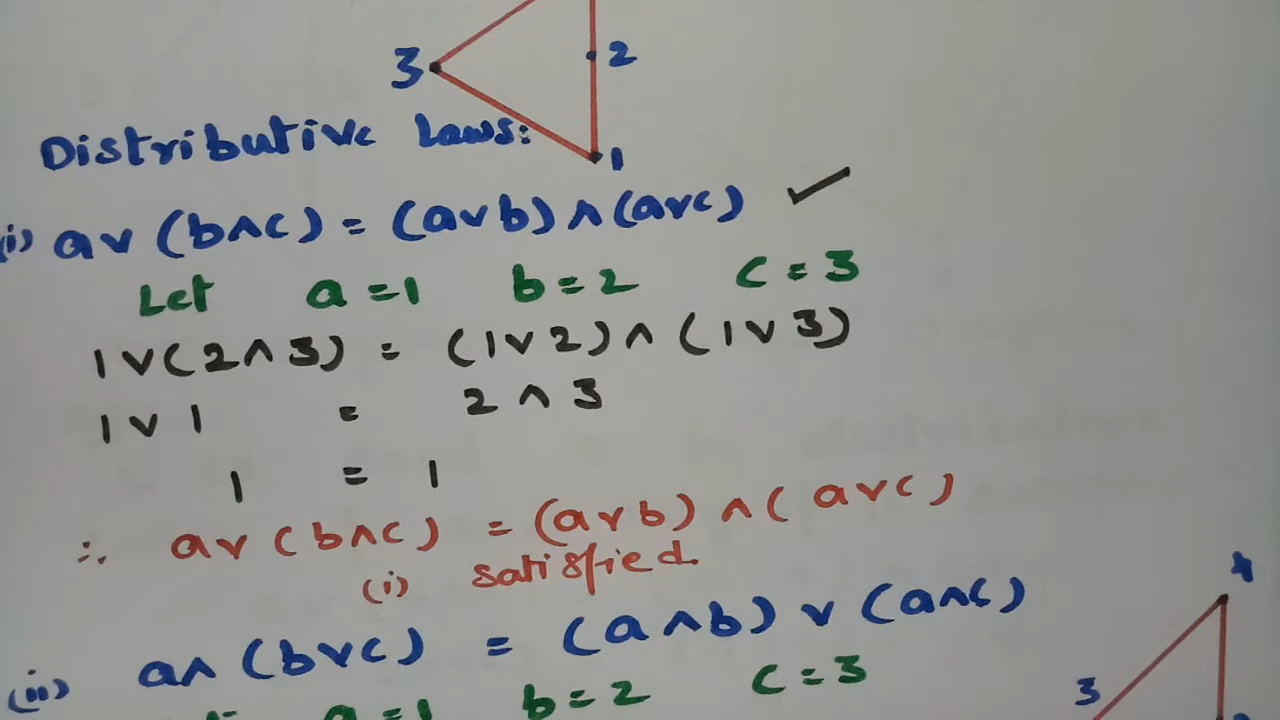 3 2
Distributive Laws: 1
(i) a∨(b∧c) = (a∨b)∧(a∨c) ✓
Let a=1 b=2 c=3
1∨(2∧3) = (1∨2)∧(1∨3)
1∨1 = 2∧3
1 = 1
∴ a∨(b∧c) = (a∨b)∧(a∨c)
(i) satisfied.
(ii) a∧(b∨c) = (a∧b)∨(a∧c)
a=1 b=2 c=3
3